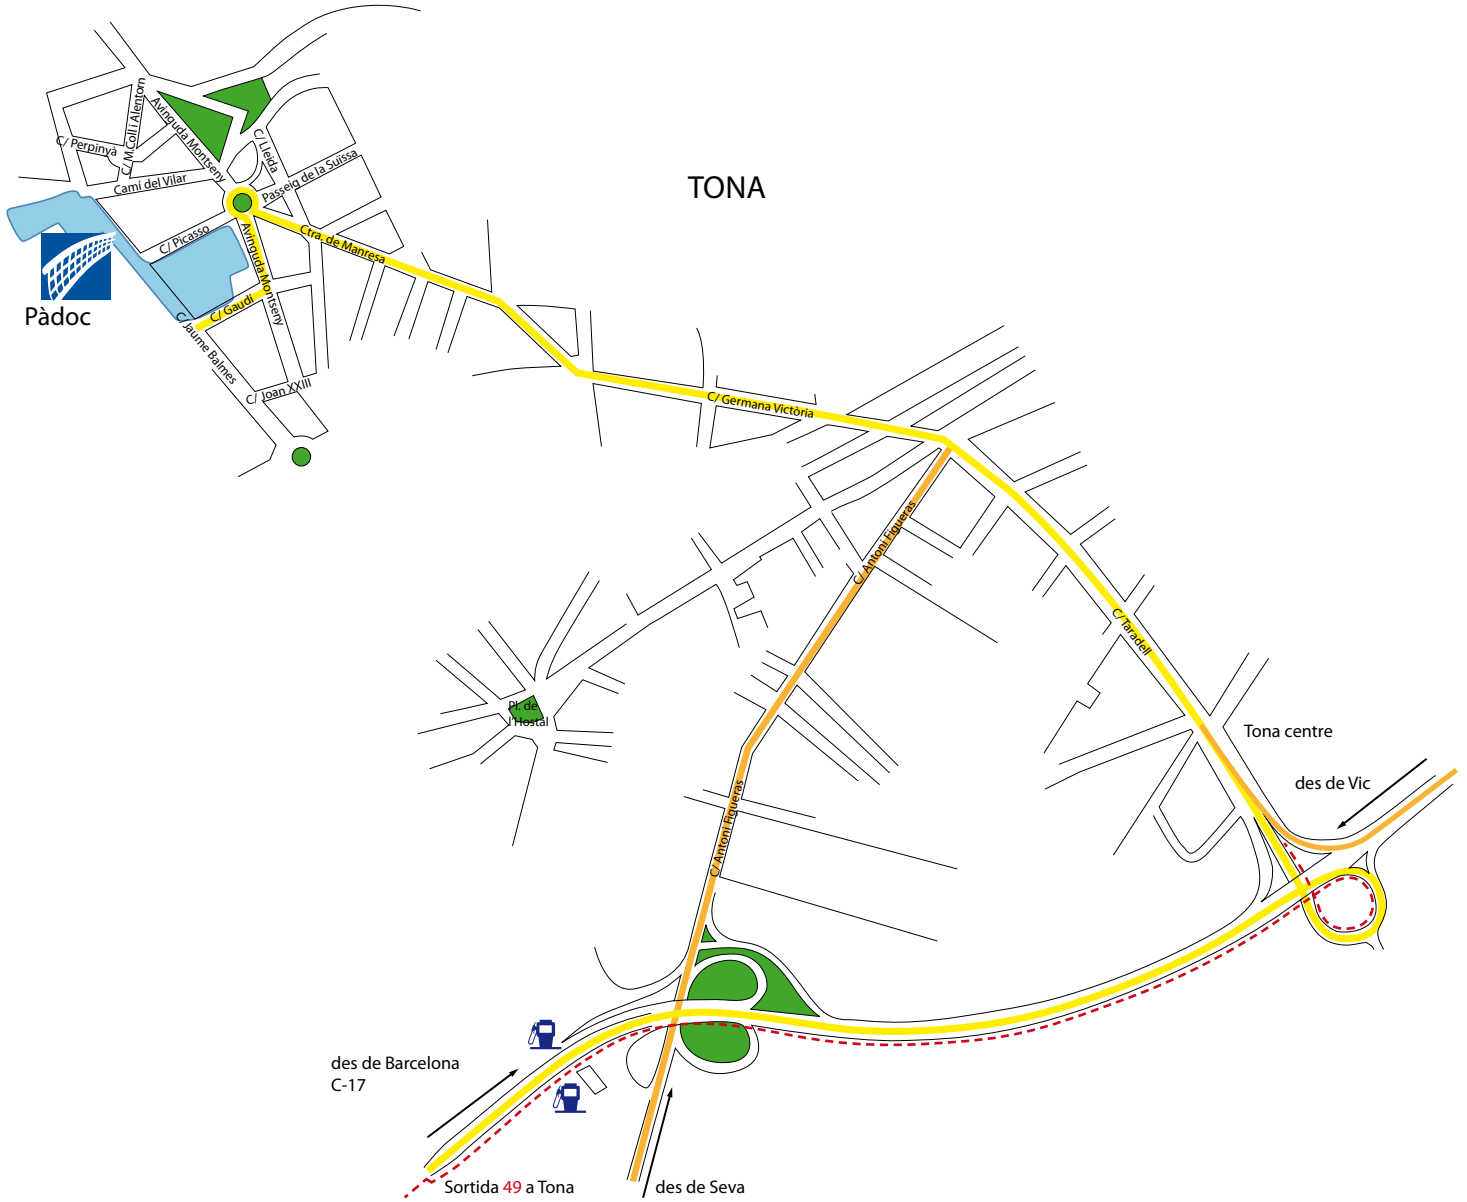 TONA
C/ Perpinyà
C/ M.Coll i Alentorn
Avinguda Montseny
C/ Lleida
Passeig de la Suïssa
Camí del Vilar
C/ Picasso
Avinguda Montseny
Ctra. de Manresa
Pàdoc
C/ Gaudí
C/ Jaume Balmes
C/ Joan XXIII
C/ Germana Victòria
C/ Antoni Figueras
C/ Taradell
Pl. de
l'Hostal
Tona centre
des de Vic
C/ Antoni Figueras
des de Barcelona
C-17
Sortida 49 a Tona
des de Seva